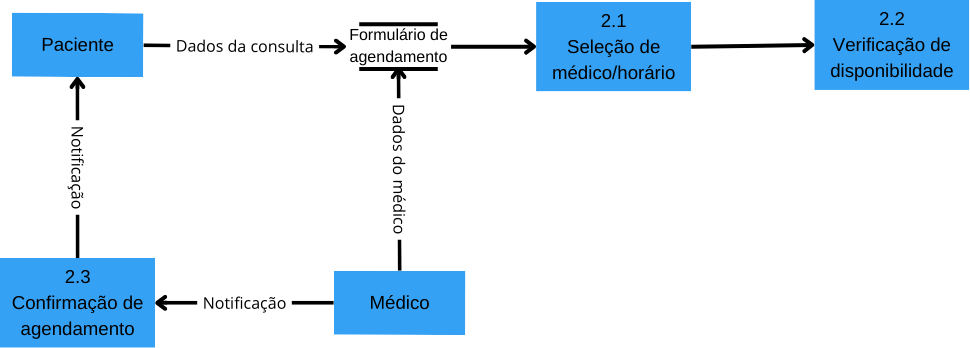 Paciente
Dados da consulta
Formulário de
agendamento
2.1
Seleção de
médico/horário
2.2
Verificação de
disponibilidade
Notificação
Dados do médico
2.3
Confirmação de
agendamento
Notificação
Médico